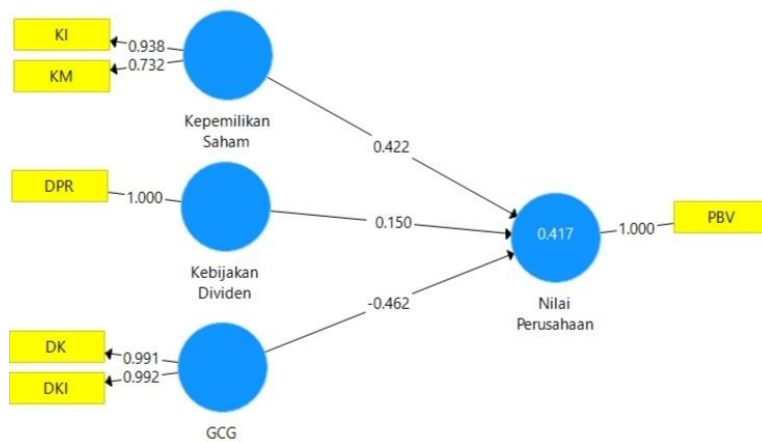 KI
0.938
KM
0.732
Kepemilikan
Saham
0.422
DPR
1.000
Kebijakan
Dividen
0.150
0.417
1.000
PBV
Nilai
Perusahaan
-0.462
DK
0.991
DKI
0.992
GCG